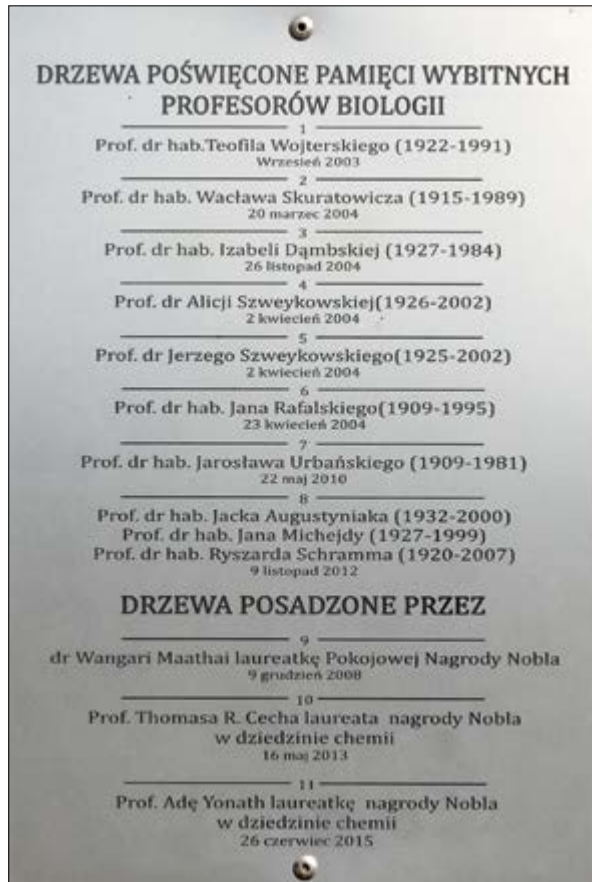 DRZEWA POŚWIĘCONE PAMIĘCI WYBITNYCH
PROFESORÓW BIOLOGII
1
Prof. dr hab.Teofila Wojterskiego (1922-1991)
Wrzesień 2003
2
Prof. dr hab. Wacława Skuratowicza (1915-1989)
20 marzec 2004
3
Prof. dr hab. Izabeli Dąmbskiej (1927-1984)
26 listopad 2004
4
Prof. dr Alicji Szweykowskiej(1926-2002)
2 kwiecień 2004
5
Prof. dr Jerzego Szweykowskiego(1925-2002)
2 kwiecień 2004
6
Prof. dr hab. Jana Rafalskiego(1909-1995)
23 kwiecień 2004
7
Prof. dr hab. Jarosława Urbańskiego (1909-1981)
22 maj 2010
8
Prof. dr hab. Jacka Augustyniaka (1932-2000)
Prof. dr hab. Jana Michejdy (1927-1999)
Prof. dr hab. Ryszarda Schramma (1920-2007)
9 listopad 2012
DRZEWA POSADZONE PRZEZ
9
dr Wangari Maathai laureatkę Pokojowej Nagrody Nobla
9 grudzień 2008
10
Prof. Thomasa R. Cecha laureata nagrody Nobla
w dziedzinie chemii
16 maj 2013
11
Prof. Adę Yonath laureatkę nagrody Nobla
w dziedzinie chemii
26 czerwiec 2015